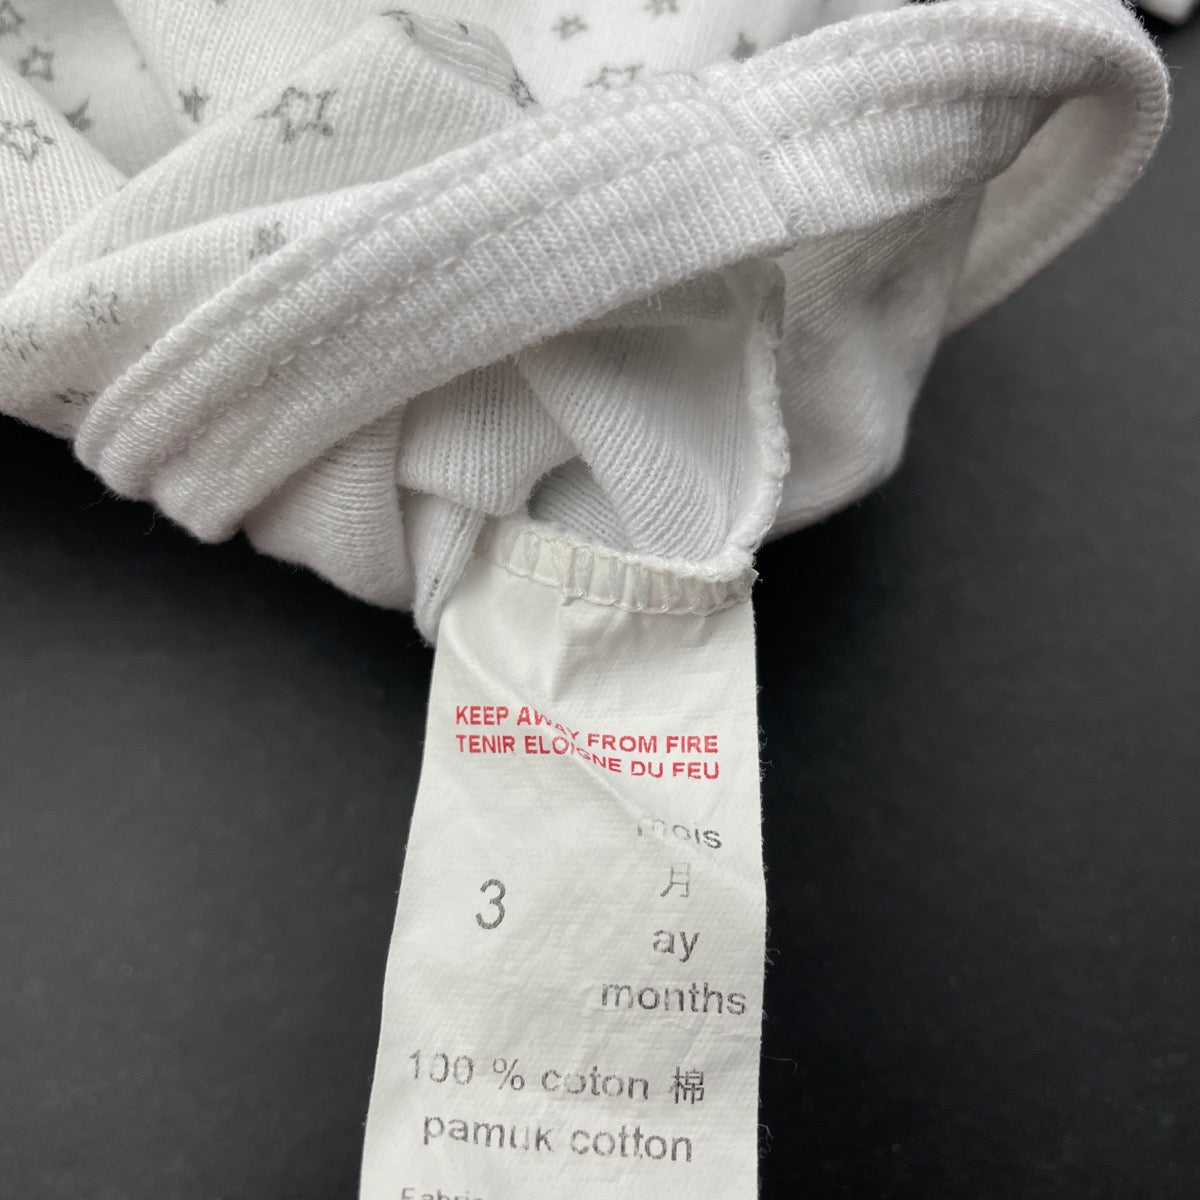 KEEP AWAY FROM FIRE
TENIR ELOIGNE DU FEU
mois
月
3
ay
months
100 % coton 棉
pamuk cotton